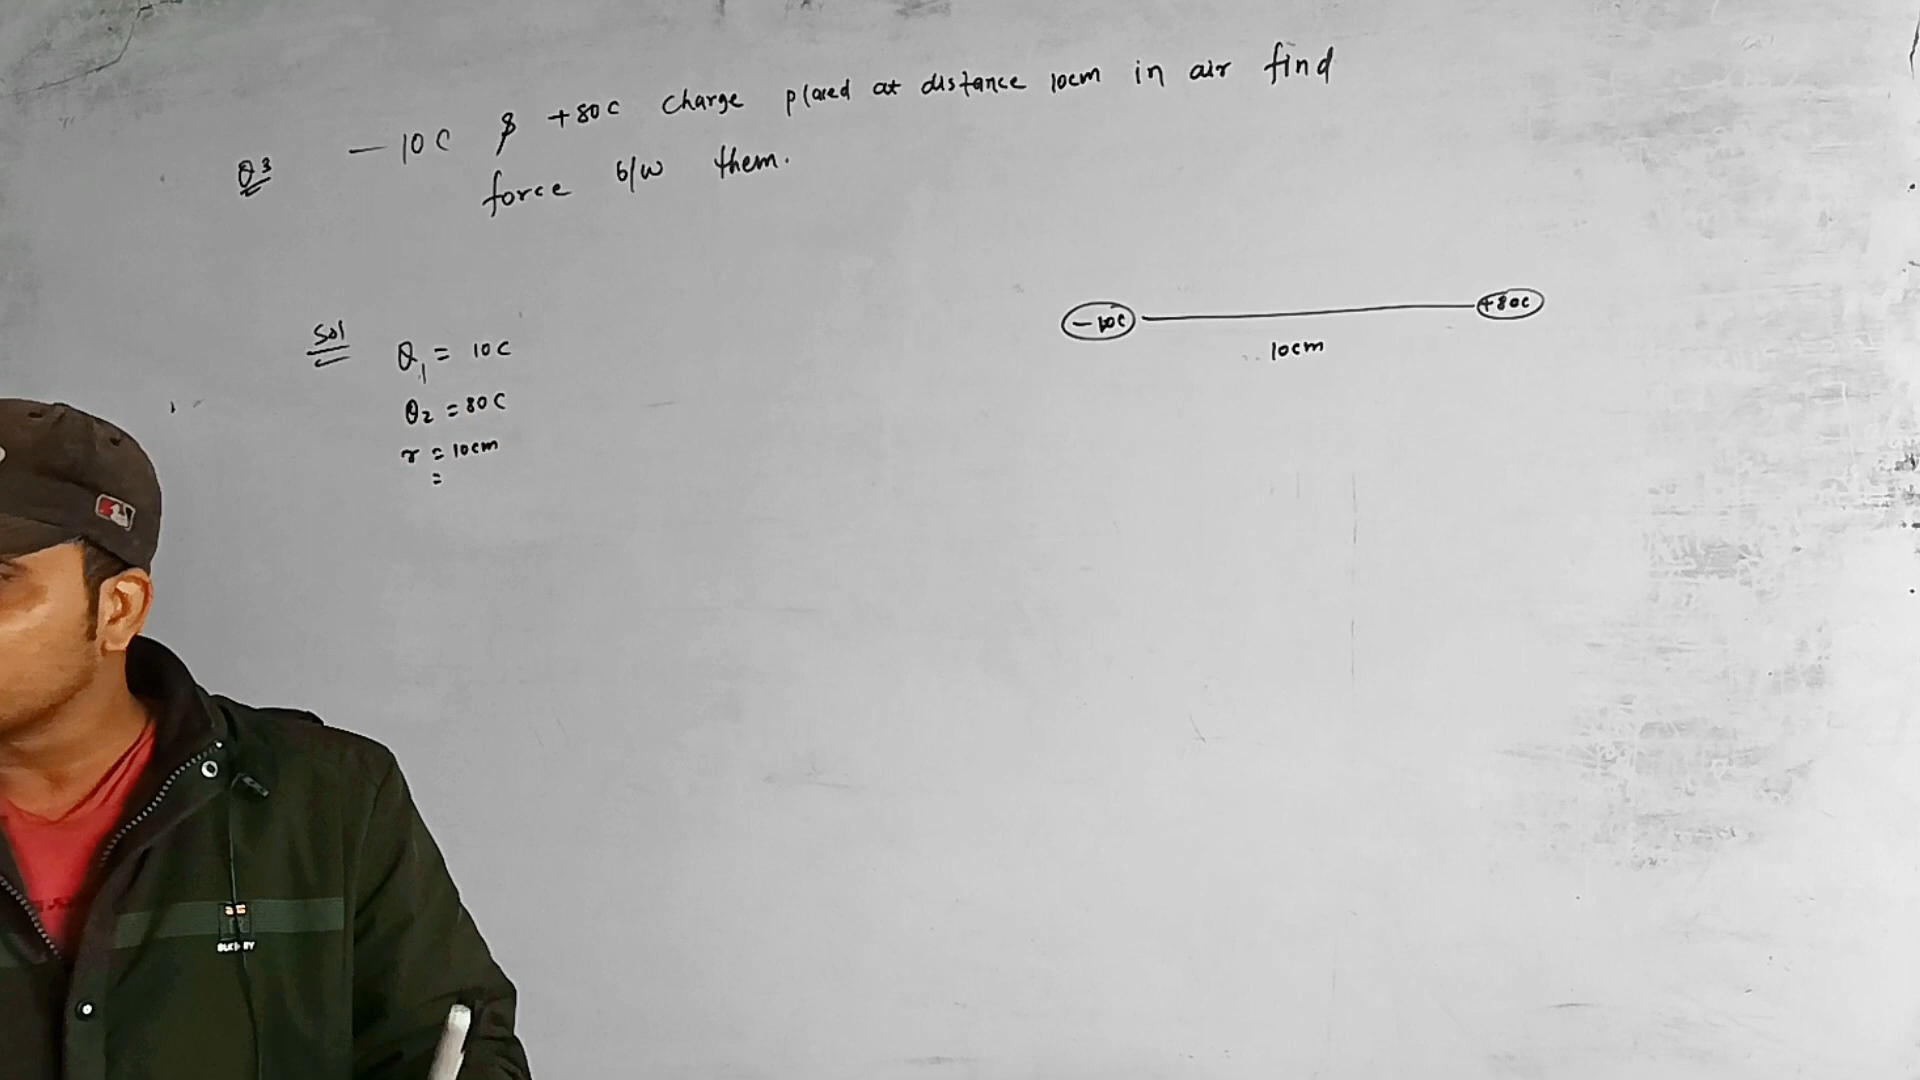 Q3 — 10C & +80C charge placed at distance 10cm in air find
force b/w them.
Sol Q1 = 10C
Q2 = 80C
r = 10cm
=
-10C +80C
10cm